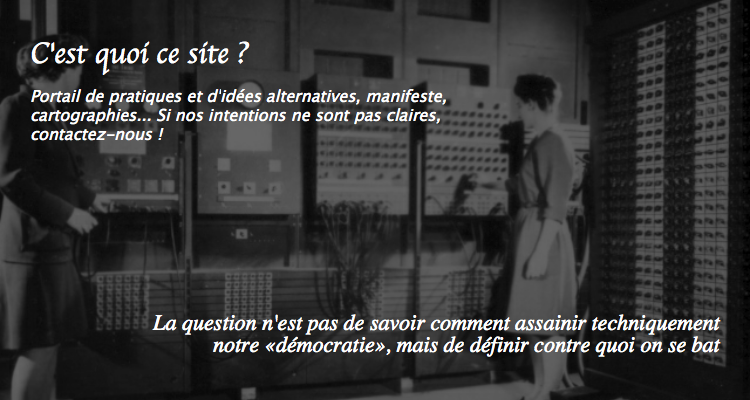 C'est quoi ce site ?
Portail de pratiques et d'idées alternatives, manifeste,
cartographies... Si nos intentions ne sont pas claires,
contactez-nous !
La question n'est pas de savoir comment assainir techniquement
notre «démocratie», mais de définir contre quoi on se bat